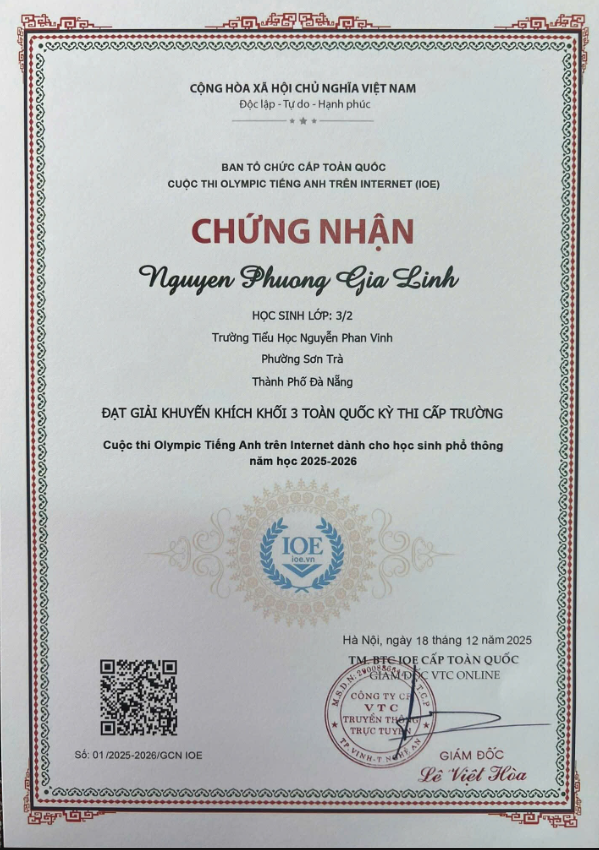 CỘNG HÒA XÃ HỘI CHỦ NGHĨA VIỆT NAM
Độc lập - Tự do - Hạnh phúc
BAN TỔ CHỨC CẤP TOÀN QUỐC
CUỘC THI OLYMPIC TIẾNG ANH TRÊN INTERNET (IOE)
CHỨNG NHẬN
Nguyen Phuong Gia Linh
HỌC SINH LỚP: 3/2
Trường Tiểu Học Nguyễn Phan Vinh
Phường Sơn Trà
Thành Phố Đà Nẵng
ĐẠT GIẢI KHUYẾN KHÍCH KHỐI 3 TOÀN QUỐC KỲ THI CẤP TRƯỜNG
Cuộc thi Olympic Tiếng Anh trên Internet dành cho học sinh phổ thông
năm học 2025-2026
IOE
ioe.vn
Hà Nội, ngày 18 tháng 12 năm 2025
TM. BTC IOE CẤP TOÀN QUỐC
GIÁM ĐỐC VTC ONLINE
CÔNG TY CP
VTC
TRUYỀN THÔNG
TRỰC TUYẾN
TP VINH-T NGHỆ AN
Số: 01/2025-2026/GCN IOE
GIÁM ĐỐC
Lê Việt Hòa